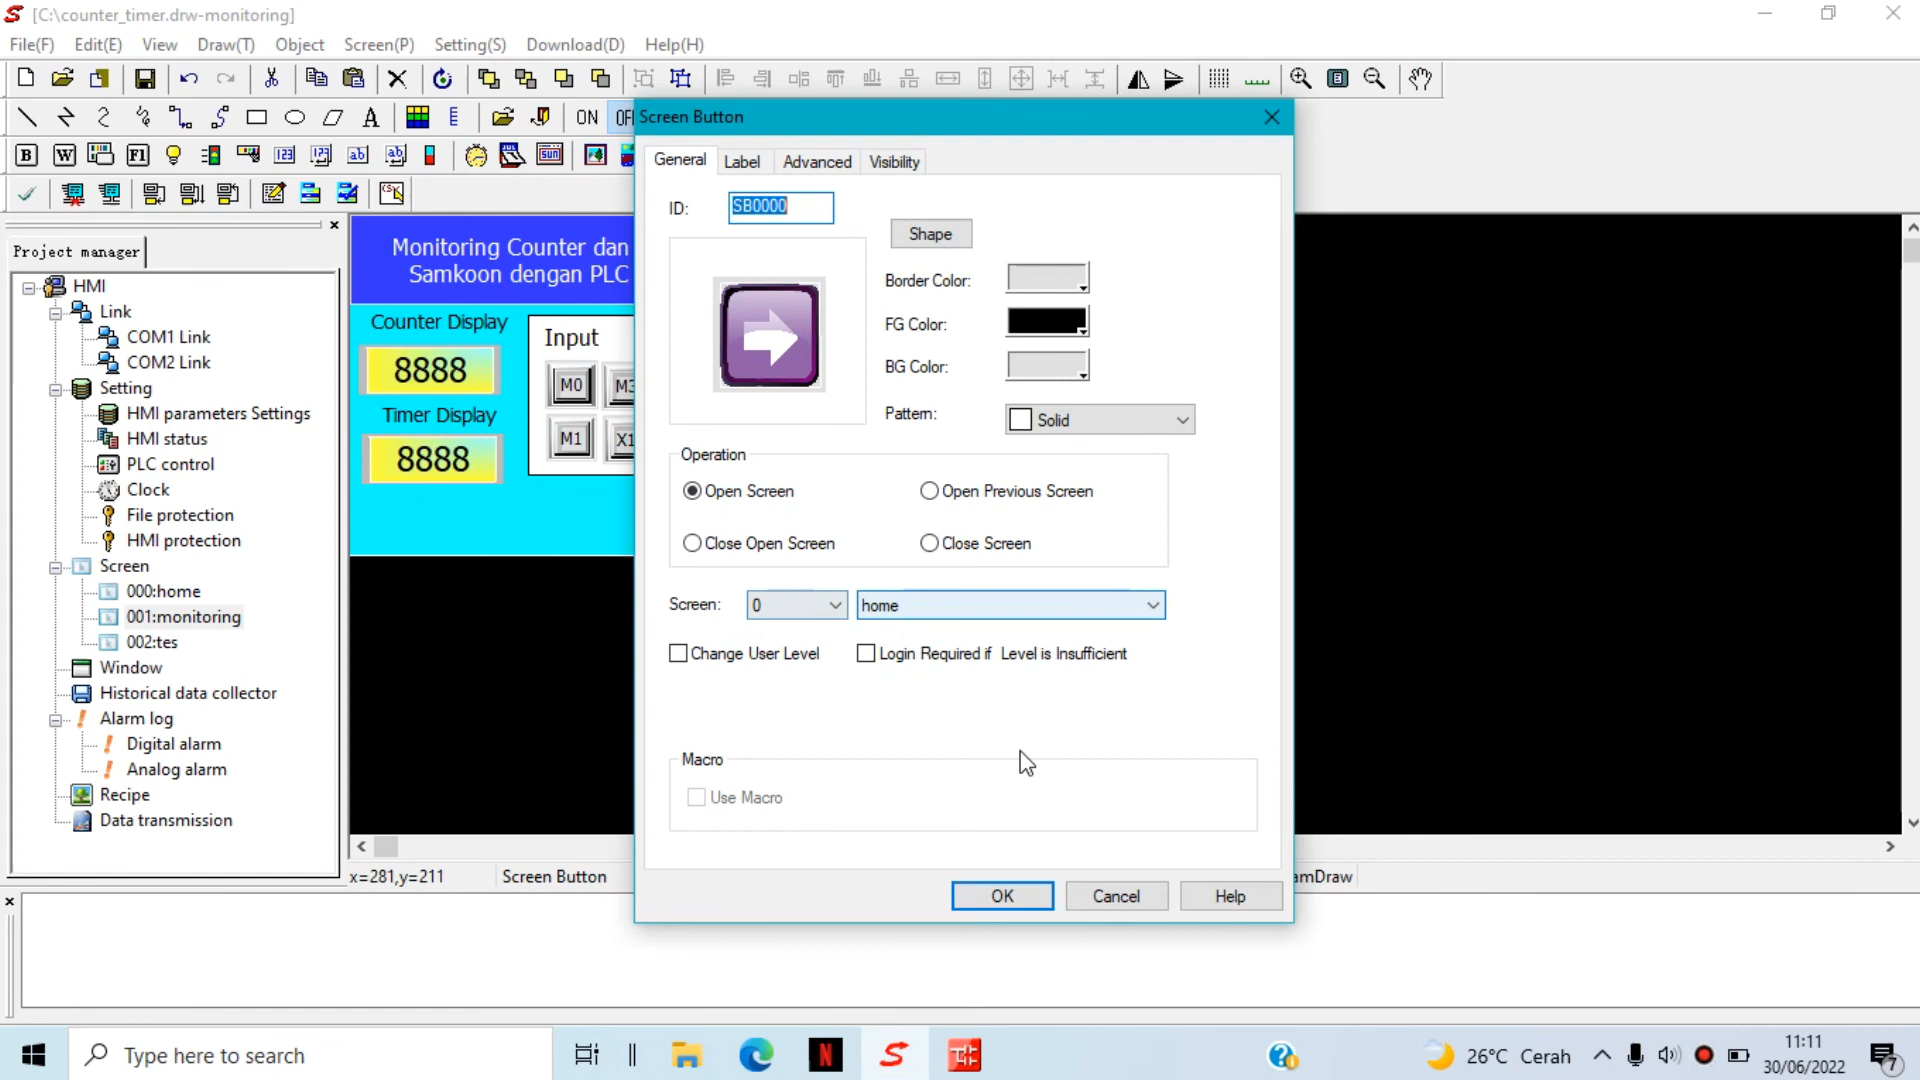 [C:\counter_timer.drw-monitoring]
File(F) Edit(E) View Draw(T) Object Screen(P) Setting(S) Download(D) Help(H)
ON
Screen Button
General Label Advanced Visibility
ID: SB0000
Shape
Border Color:
FG Color:
BG Color:
Pattern: Solid
Operation
Open Screen Open Previous Screen
Close Open Screen Close Screen
Screen: 0 home
Change User Level Login Required if Level is Insufficient
Macro
Use Macro
OK Cancel Help
Project manager
HMI
Link
COM1 Link
COM2 Link
Setting
HMI parameters Settings
HMI status
PLC control
Clock
File protection
HMI protection
Screen
000:home
001:monitoring
002:tes
Window
Historical data collector
Alarm log
Digital alarm
Analog alarm
Recipe
Data transmission
Monitoring Counter dan
Samkoon dengan PLC
Counter Display
8888
Timer Display
8888
Input
M0
M1
x=281,y=211 Screen Button
Type here to search
26°C Cerah
11:11
30/06/2022
7